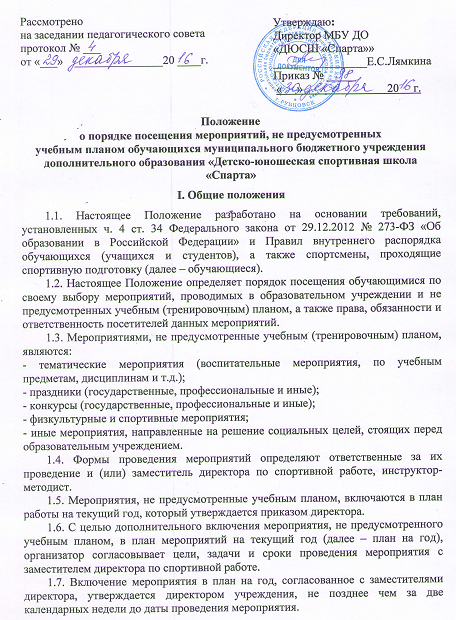 Рассмотрено
на заседании педагогического совета
протокол № 4
от « 29» декабря 20 16 г.
Утверждаю:
Директор МБУ ДО
«ДЮСШ «Спарта»»
Е.С.Лямкина
Приказ № 98
декабря 2016 г.
ДЛЯ ДОКУМЕНТОВ
Г. РУБЦОВСК
Положение
о порядке посещения мероприятий, не предусмотренных
учебным планом обучающихся муниципального бюджетного учреждения
дополнительного образования «Детско-юношеская спортивная школа
«Спарта»
I. Общие положения
1.1. Настоящее Положение разработано на основании требований,
установленных ч. 4 ст. 34 Федерального закона от 29.12.2012 № 273-ФЗ «Об
образовании в Российской Федерации» и Правил внутреннего распорядка
обучающихся (учащихся и студентов), а также спортсмены, проходящие
спортивную подготовку (далее – обучающиеся).
1.2. Настоящее Положение определяет порядок посещения обучающимися по
своему выбору мероприятий, проводимых в образовательном учреждении и не
предусмотренных учебным (тренировочным) планом, а также права, обязанности и
ответственность посетителей данных мероприятий.
1.3. Мероприятиями, не предусмотренные учебным (тренировочным) планом,
являются:
- тематические мероприятия (воспитательные мероприятия, по учебным
предметам, дисциплинам и т.д.);
- праздники (государственные, профессиональные и иные);
- конкурсы (государственные, профессиональные и иные);
- физкультурные и спортивные мероприятия;
- иные мероприятия, направленные на решение социальных целей, стоящих перед
образовательным учреждением.
1.4. Формы проведения мероприятий определяют ответственные за их
проведение и (или) заместитель директора по спортивной работе, инструктор-
методист.
1.5. Мероприятия, не предусмотренные учебным планом, включаются в план
работы на текущий год, который утверждается приказом директора.
1.6. С целью дополнительного включения мероприятия, не предусмотренного
учебным планом, в план мероприятий на текущий год (далее – план на год),
организатор согласовывает цели, задачи и сроки проведения мероприятия с
заместителем директора по спортивной работе.
1.7. Включение мероприятия в план на год, согласованное с заместителями
директора, утверждается директором учреждения, не позднее чем за две
календарных недели до даты проведения мероприятия.